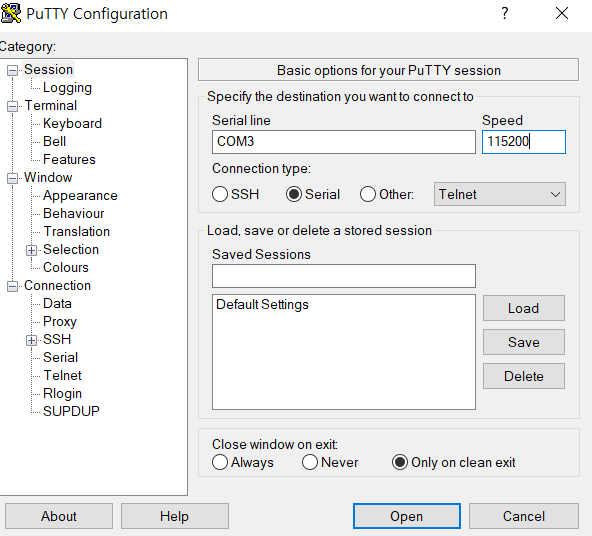 PuTTY Configuration
?
Category:
Session
Logging
Terminal
Keyboard
Bell
Features
Window
Appearance
Behaviour
Translation
Selection
Colours
Connection
Data
Proxy
SSH
Serial
Telnet
Rlogin
SUPDUP
Basic options for your PuTTY session
Specify the destination you want to connect to
Serial line Speed
COM3 115200
Connection type:
SSH Serial Other: Telnet
Load, save or delete a stored session
Saved Sessions
Default Settings
Load
Save
Delete
Close window on exit:
Always Never Only on clean exit
About Help Open Cancel